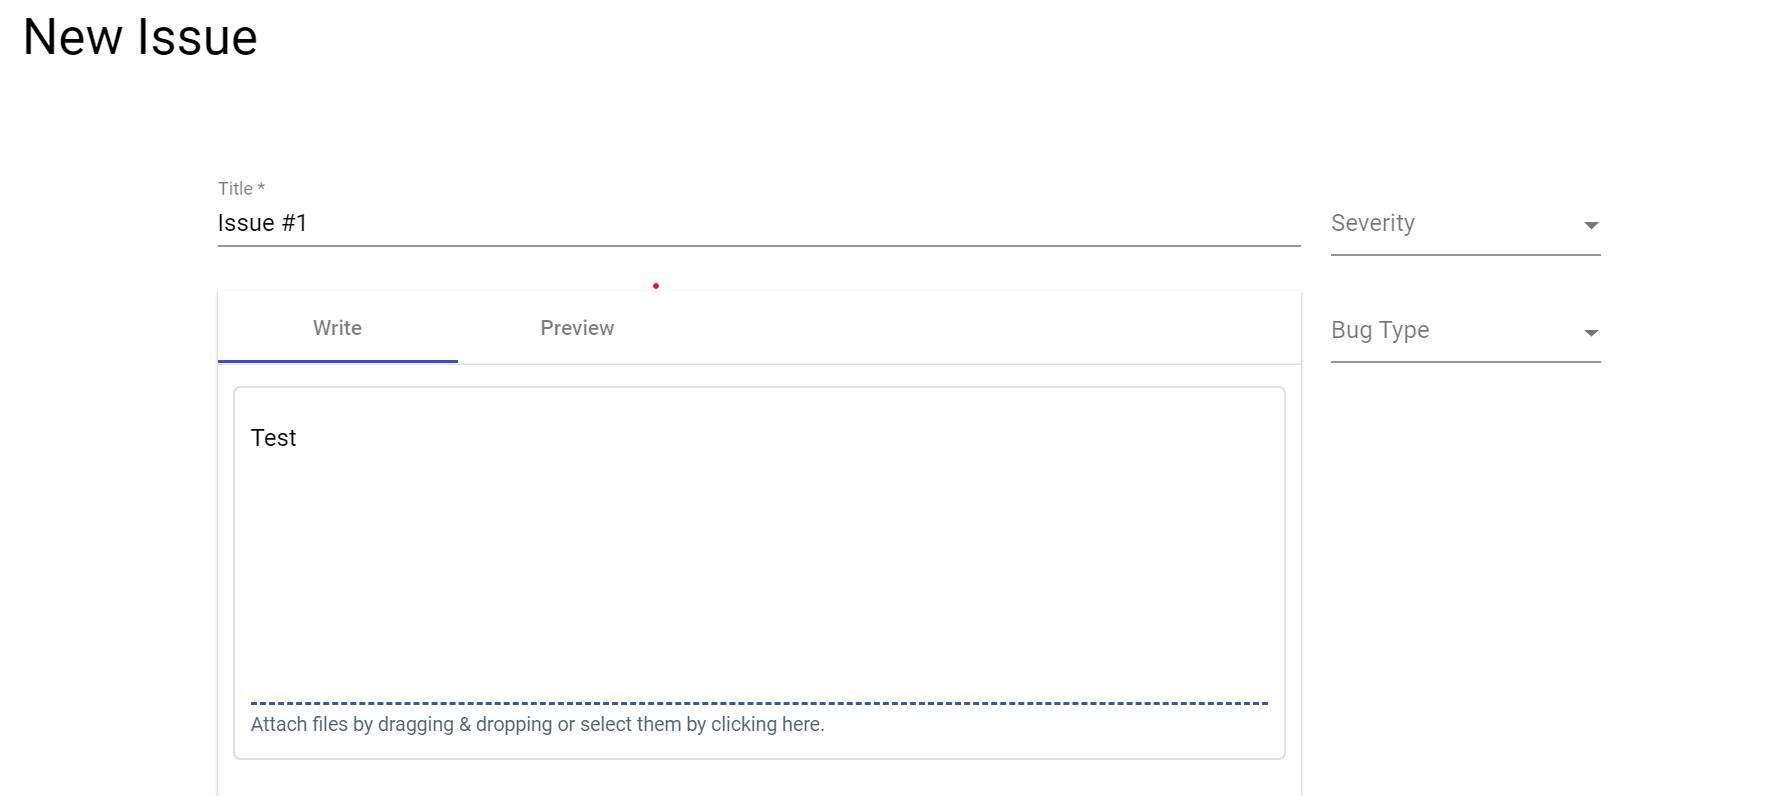 New Issue
Title *
Issue #1
Severity
Write Preview
Bug Type
Test
Attach files by dragging & dropping or select them by clicking here.